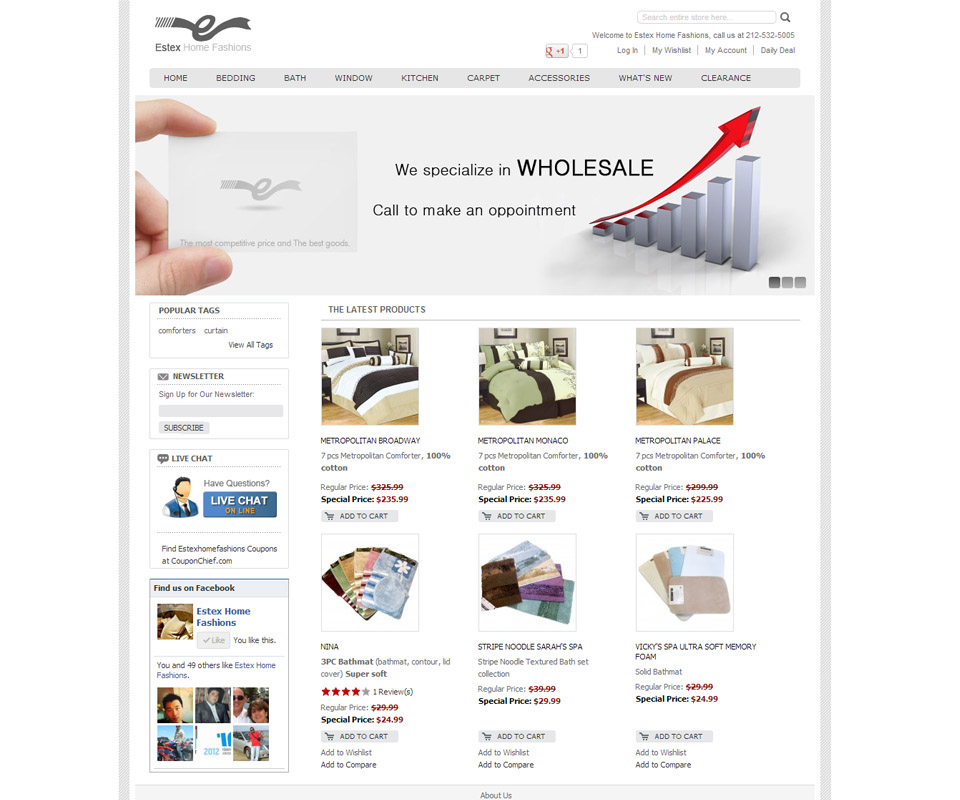 Estex Home Fashions
Search entire store here...
Welcome to Estex Home Fashions, call us at 212-532-5005
+1 1
Log In | My Wishlist | My Account | Daily Deal
HOME BEDDING BATH WINDOW KITCHEN CARPET ACCESSORIES WHAT'S NEW CLEARANCE
We specialize in WHOLESALE
Call to make an appointment
The most competitive price and The best goods.
POPULAR TAGS
comforters curtain
View All Tags
NEWSLETTER
Sign Up for Our Newsletter:
SUBSCRIBE
LIVE CHAT
Have Questions?
LIVE CHAT
ON LINE
Find Estexhomefashions Coupons
at CouponChief.com
Find us on Facebook
Estex Home
Fashions
Like You like this.
You and 49 others like Estex Home
Fashions.
2012
THE LATEST PRODUCTS
METROPOLITAN BROADWAY
7 pcs Metropolitan Comforter, 100%
cotton
Regular Price: $325.99
Special Price: $235.99
ADD TO CART
METROPOLITAN MONACO
7 pcs Metropolitan Comforter, 100%
cotton
Regular Price: $325.99
Special Price: $235.99
ADD TO CART
METROPOLITAN PALACE
7 pcs Metropolitan Comforter, 100%
cotton
Regular Price: $299.99
Special Price: $225.99
ADD TO CART
NINA
3PC Bathmat (bathmat, contour, lid
cover) Super soft
1 Review(s)
Regular Price: $29.99
Special Price: $24.99
ADD TO CART
Add to Wishlist
Add to Compare
STRIPE NOODLE SARAH'S SPA
Stripe Noodle Textured Bath set
collection
Regular Price: $39.99
Special Price: $29.99
ADD TO CART
Add to Wishlist
Add to Compare
VICKY'S SPA ULTRA SOFT MEMORY
FOAM
Solid Bathmat
Regular Price: $29.99
Special Price: $24.99
ADD TO CART
Add to Wishlist
Add to Compare
About Us